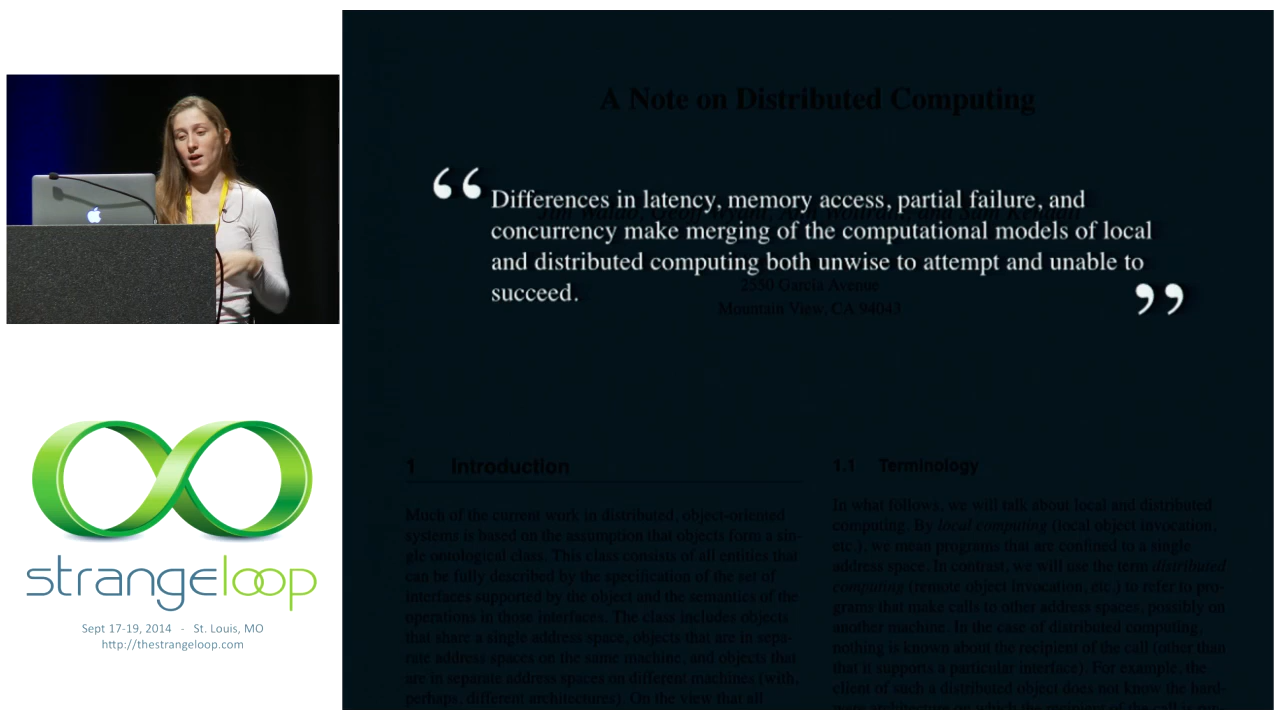 A Note on Distributed Computing
“ Differences in latency, memory access, partial failure, and
concurrency make merging of the computational models of local
and distributed computing both unwise to attempt and unable to
succeed. ”
Jim Waldo, Geoff Wyant, Ann Wollrath, and Sam Kendall
2550 Garcia Avenue
Mountain View, CA 94043
1 Introduction
Much of the current work in distributed, object-oriented
systems is based on the assumption that objects form a sin-
gle ontological class. This class consists of all entities that
can be fully described by the specification of the set of
interfaces supported by the object and the semantics of the
operations in those interfaces. The class includes objects
that share a single address space, objects that are in sepa-
rate address spaces on the same machine, and objects that
are in separate address spaces on different machines (with,
perhaps, different architectures). On the view that all
1.1 Terminology
In what follows, we will talk about local and distributed
computing. By local computing (local object invocation,
etc.), we mean programs that are confined to a single
address space. In contrast, we will use the term distributed
computing (remote object invocation, etc.) to refer to pro-
grams that make calls to other address spaces, possibly on
another machine. In the case of distributed computing,
nothing is known about the recipient of the call (other than
that it supports a particular interface). For example, the
client of such a distributed object does not know the hard-
strangeloop
Sept 17-19, 2014 - St. Louis, MO
http://thestrangeloop.com